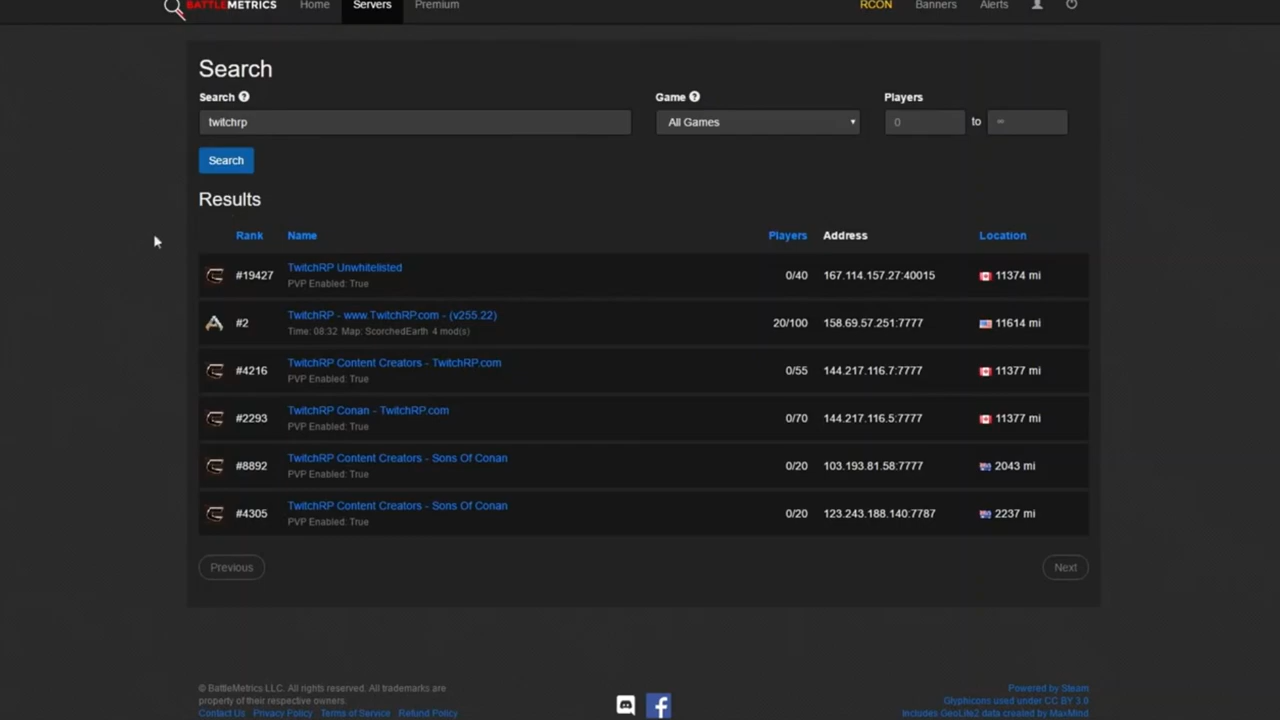 BATTLEMETRICS Home Servers Premium RCON Banners Alerts
Search
Search Game Players
twitchrp All Games 0 to ∞
Search
Results
Rank Name Players Address Location
#19427 TwitchRP Unwhitelisted 0/40 167.114.157.27:40015 11374 mi
PVP Enabled: True
#2 TwitchRP - www.TwitchRP.com - (v255.22) 20/100 158.69.57.251:7777 11614 mi
Time: 08:32 Map: ScorchedEarth 4 mod(s)
#4216 TwitchRP Content Creators - TwitchRP.com 0/55 144.217.116.7:7777 11377 mi
PVP Enabled: True
#2293 TwitchRP Conan - TwitchRP.com 0/70 144.217.116.5:7777 11377 mi
PVP Enabled: True
#8892 TwitchRP Content Creators - Sons Of Conan 0/20 103.193.81.58:7777 2043 mi
PVP Enabled: True
#4305 TwitchRP Content Creators - Sons Of Conan 0/20 123.243.188.140:7787 2237 mi
PVP Enabled: True
Previous Next
© BattleMetrics LLC. All rights reserved. All trademarks are
property of their respective owners.
Contact Us Privacy Policy Terms of Service Refund Policy
Powered by Steam
Glyphicons used under CC BY 3.0
Includes GeoLite2 data created by MaxMind